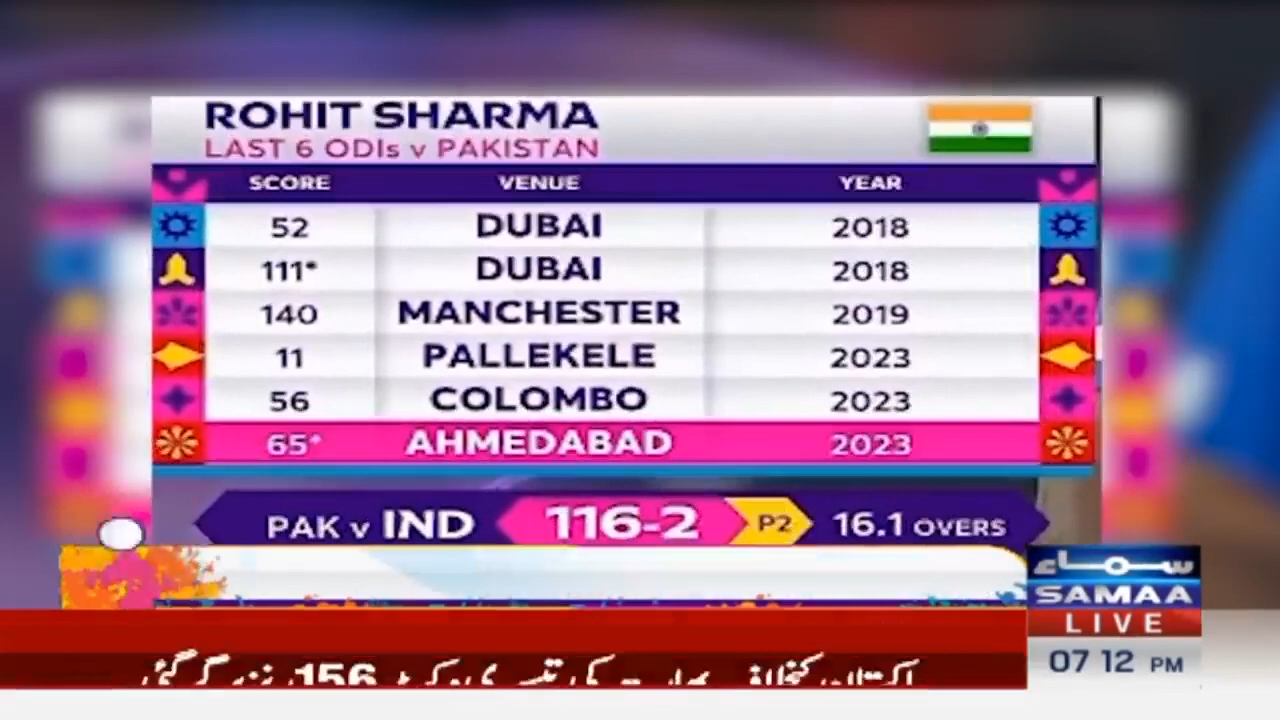 ROHIT SHARMA
LAST 6 ODIs v PAKISTAN
SCORE VENUE YEAR
52 DUBAI 2018
111* DUBAI 2018
140 MANCHESTER 2019
11 PALLEKELE 2023
56 COLOMBO 2023
65* AHMEDABAD 2023
PAK v IND 116-2 P2 16.1 OVERS
سماء
SAMAA
LIVE
07 12 PM
کی 156